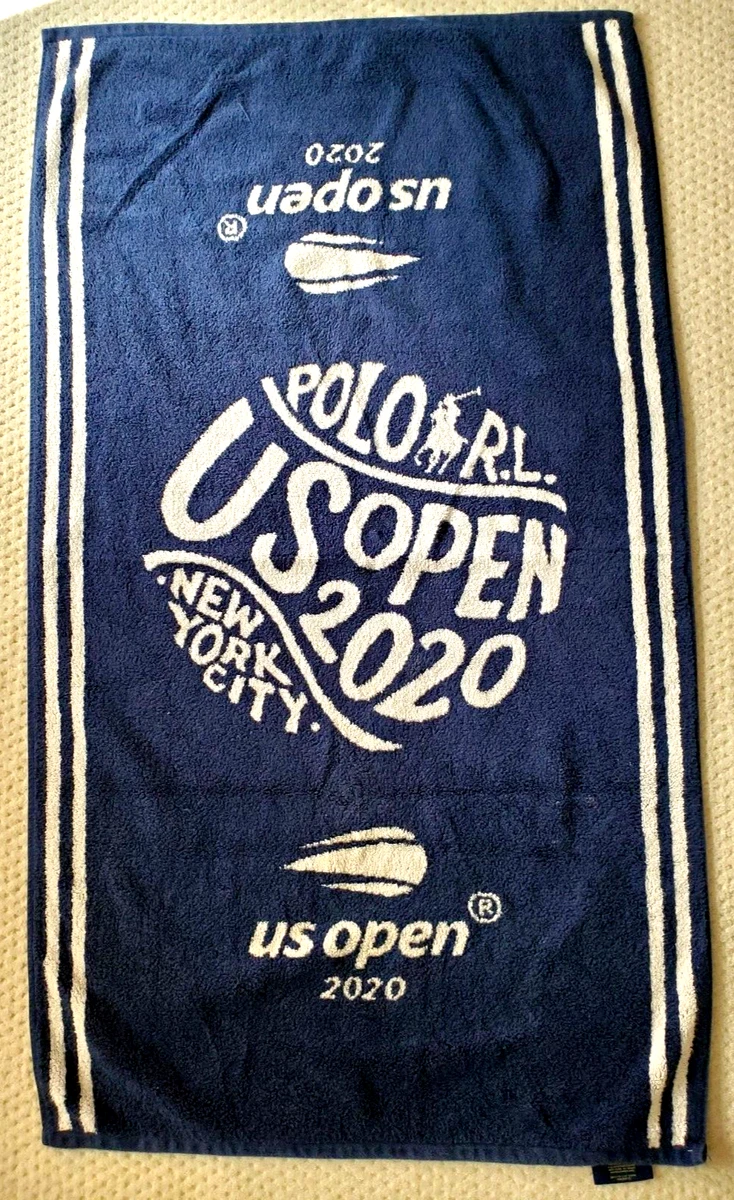 2020
us open
®
POLO R.L.
US OPEN
2020
.NEW
YORK
CITY.
us open®
2020